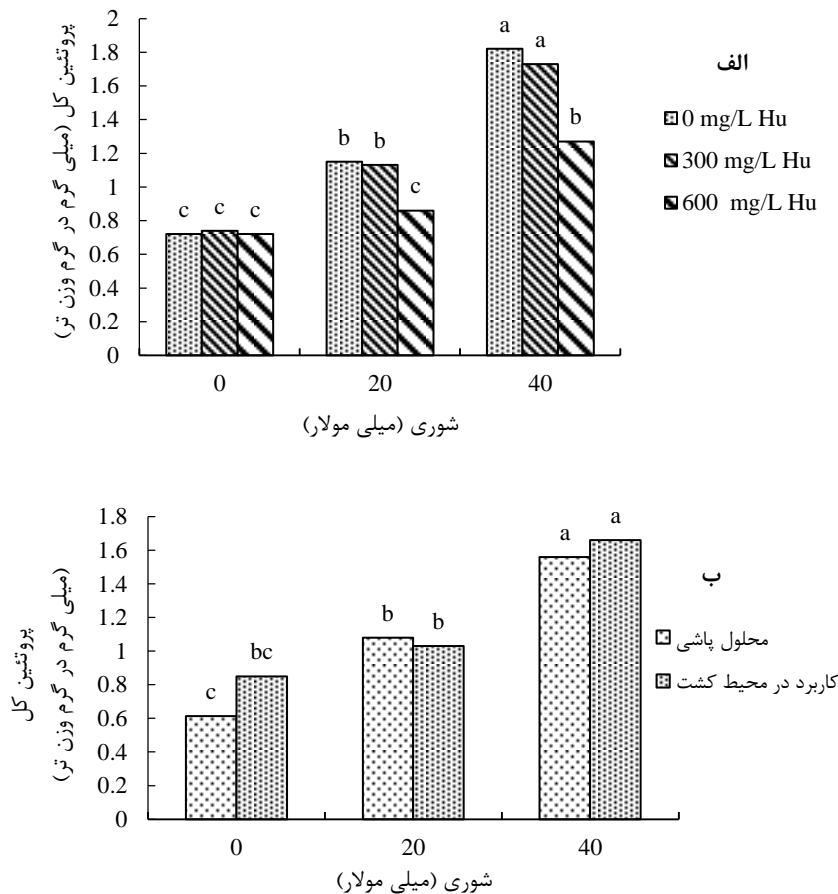 پروتئین کل (میلی گرم در گرم وزن تر)
2
1.8
1.6
1.4
1.2
1
0.8
0.6
0.4
0.2
0
c c c
b b c
a a b
0 20 40
شوری (میلی مولار)
الف
0 mg/L Hu
300 mg/L Hu
600 mg/L Hu
پروتئین کل
(میلی گرم در گرم وزن تر)
1.8
1.6
1.4
1.2
1
0.8
0.6
0.4
0.2
0
c bc
b b
a a
0 20 40
شوری (میلی مولار)
ب
محلول پاشی
کاربرد در محیط کشت